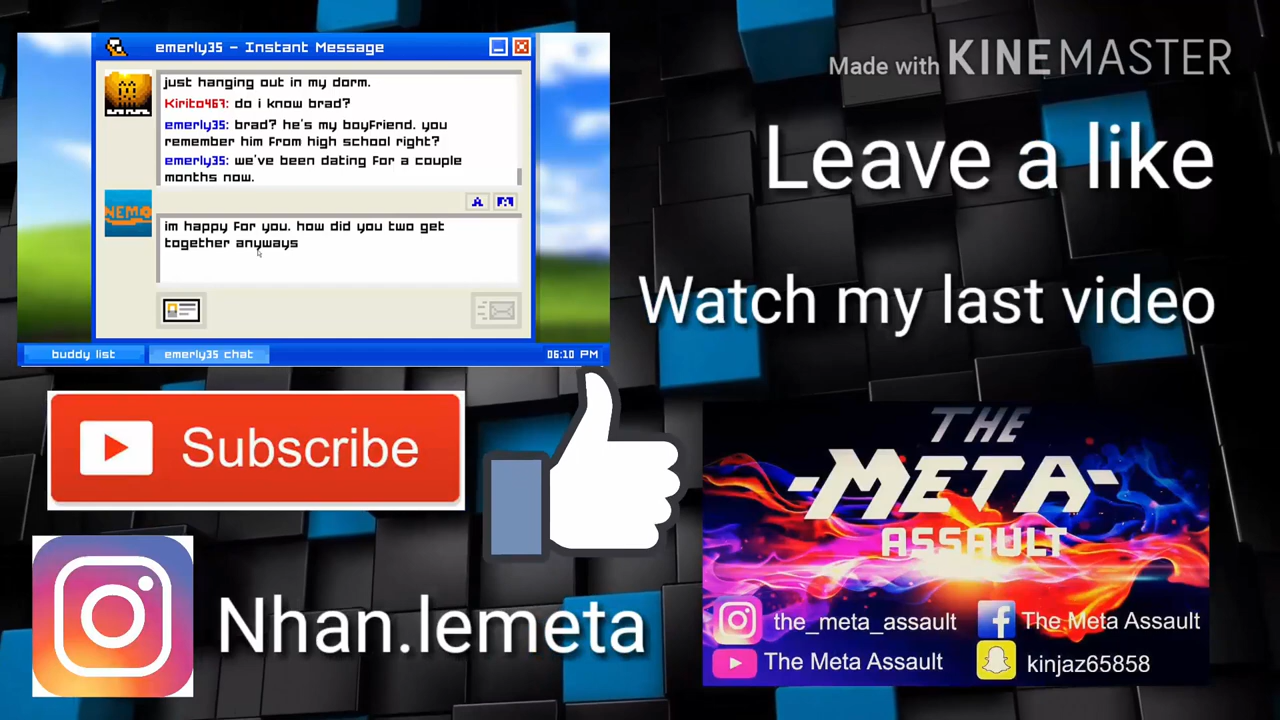 emerly35 - Instant Message
just hanging out in my dorm.
Kirito467: do i know brad?
emerly35: brad? he's my boyfriend. you
remember him from high school right?
emerly35: we've been dating for a couple
months now.
A A
NEMO
im happy for you. how did you two get
together anyways
buddy list
emerly35 chat
06:10 PM
Made with KINEMASTER
Leave a like
Watch my last video
Subscribe
Nhan.lemeta
THE
-META-
ASSAULT
the_meta_assault
The Meta Assault
The Meta Assault
kinjaz65858